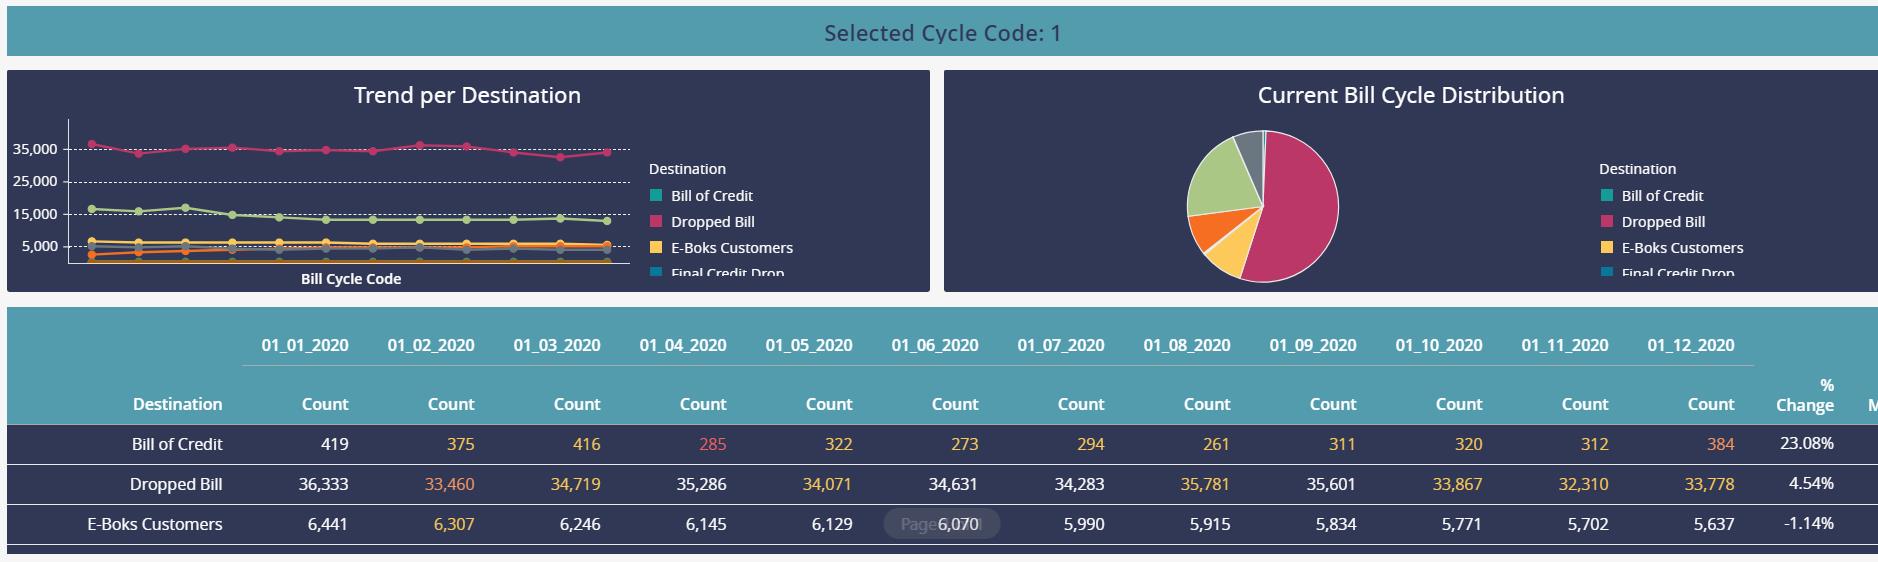 Selected Cycle Code: 1
Trend per Destination
35,000
25,000
15,000
5,000
Bill Cycle Code
Destination
Bill of Credit
Dropped Bill
E-Boks Customers
Final Credit Drop
Current Bill Cycle Distribution
Destination
Bill of Credit
Dropped Bill
E-Boks Customers
Final Credit Drop
01_01_2020 01_02_2020 01_03_2020 01_04_2020 01_05_2020 01_06_2020 01_07_2020 01_08_2020 01_09_2020 01_10_2020 01_11_2020 01_12_2020
%
Destination Count Count Count Count Count Count Count Count Count Count Count Count Change M
Bill of Credit 419 375 416 285 322 273 294 261 311 320 312 384 23.08%
Dropped Bill 36,333 33,460 34,719 35,286 34,071 34,631 34,283 35,781 35,601 33,867 32,310 33,778 4.54%
E-Boks Customers 6,441 6,307 6,246 6,145 6,129 6,070 5,990 5,915 5,834 5,771 5,702 5,637 -1.14%
Page